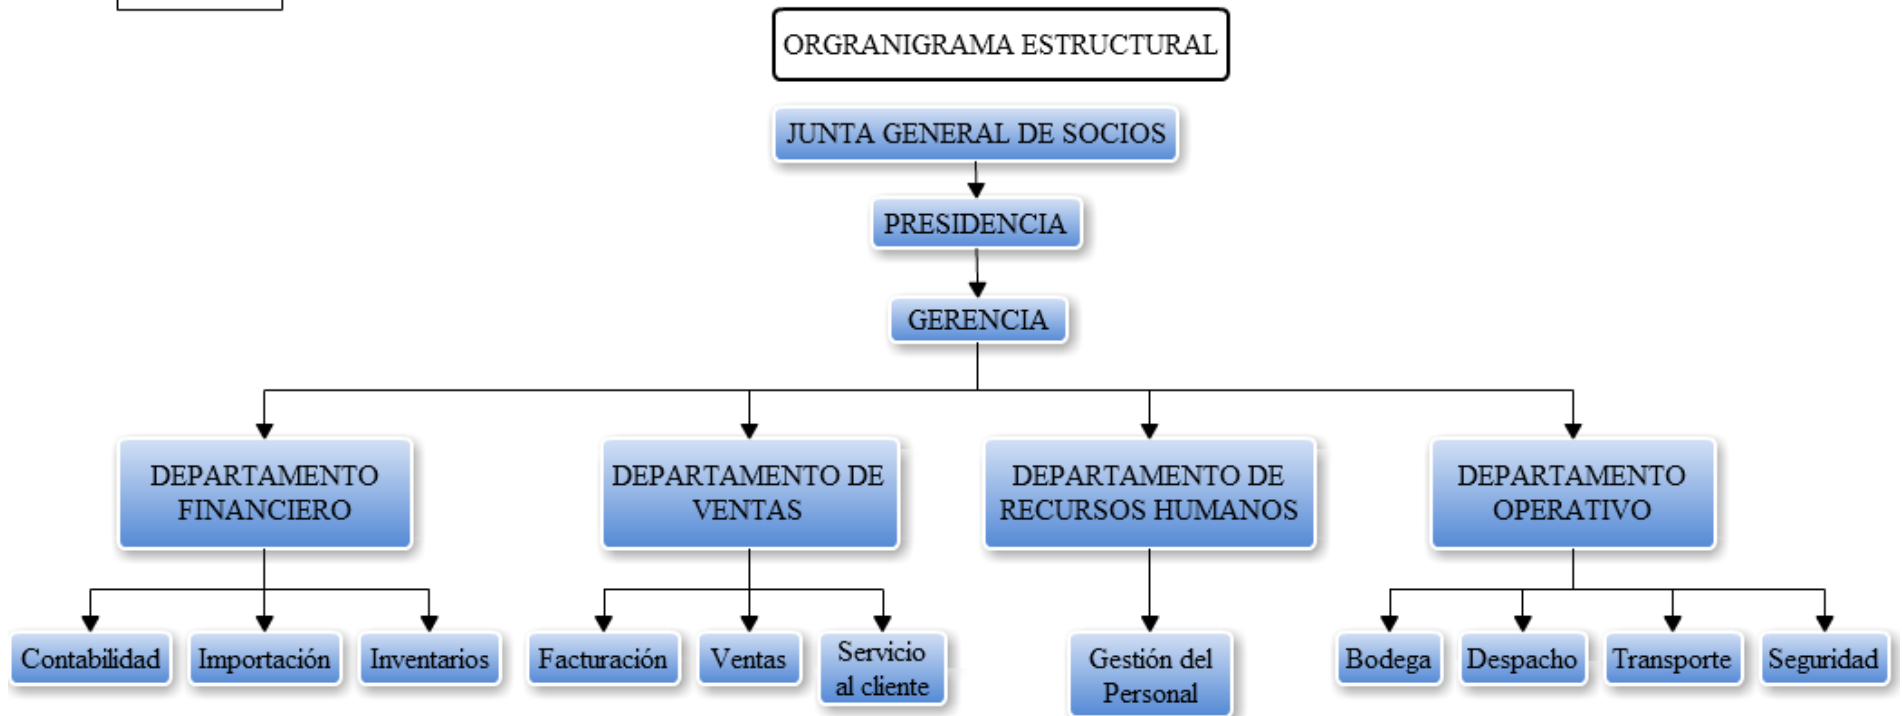 ORGRANIGRAMA ESTRUCTURAL
JUNTA GENERAL DE SOCIOS
PRESIDENCIA
GERENCIA
DEPARTAMENTO
FINANCIERO
DEPARTAMENTO DE
VENTAS
DEPARTAMENTO DE
RECURSOS HUMANOS
DEPARTAMENTO
OPERATIVO
Contabilidad
Importación
Inventarios
Facturación
Ventas
Servicio
al cliente
Gestión del
Personal
Bodega
Despacho
Transporte
Seguridad